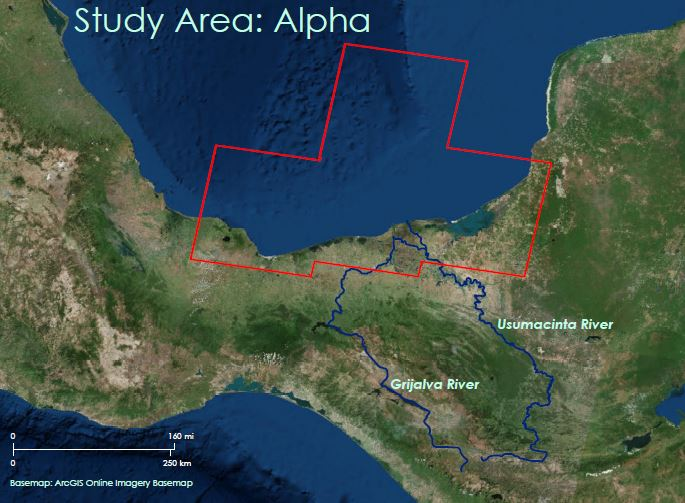 Study Area: Alpha
Usumacinta River
Grijalva River
0 160 mi
0 250 km
Basemap: ArcGIS Online Imagery Basemap